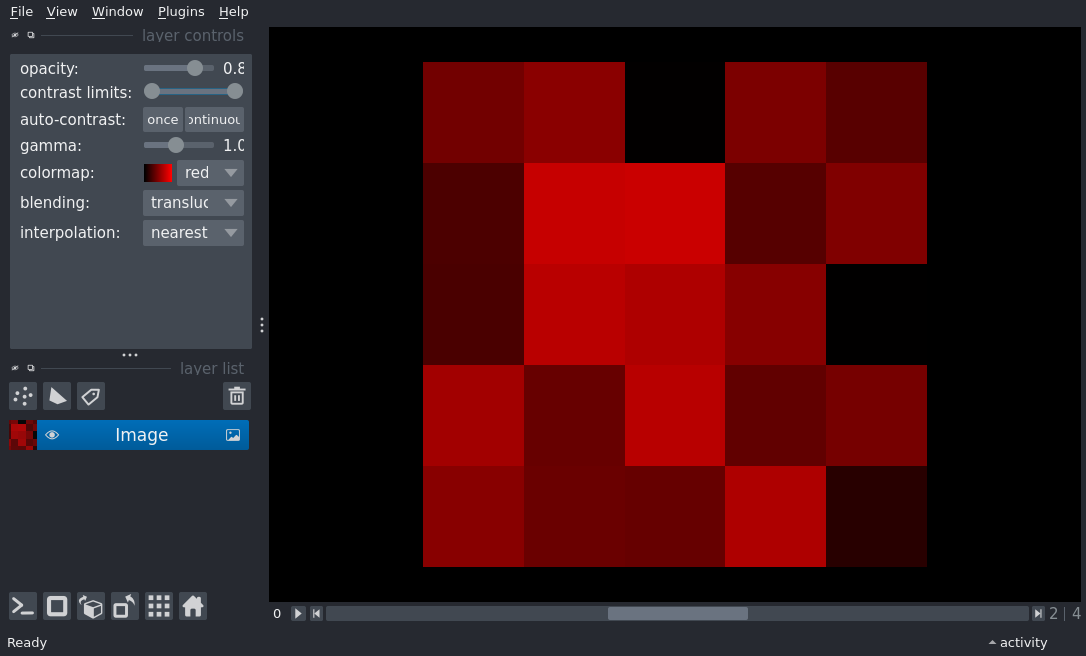 File View Window Plugins Help
layer controls
opacity: 0.8
contrast limits:
auto-contrast: once ontinuou
gamma: 1.0
colormap: red
blending: transluc
interpolation: nearest
layer list
Image
0 2 | 4
Ready activity